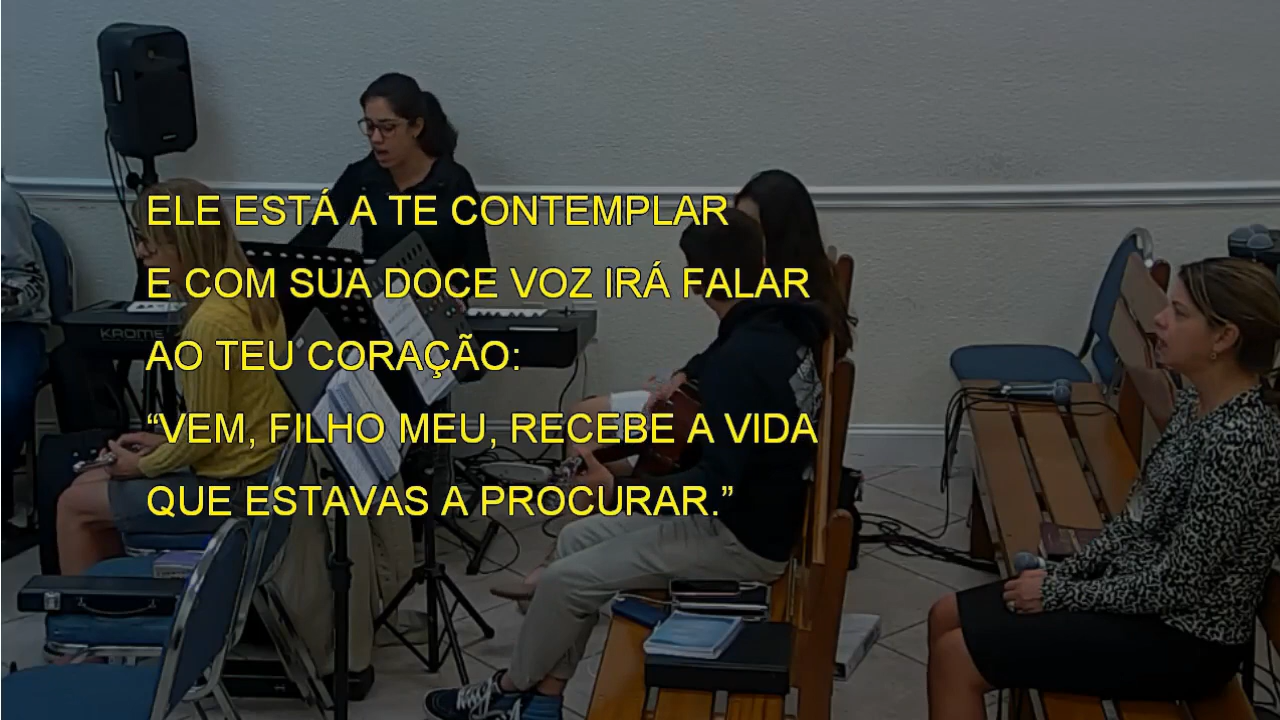 ELE ESTÁ A TE CONTEMPLAR
E COM SUA DOCE VOZ IRÁ FALAR
AO TEU CORAÇÃO:
“VEM, FILHO MEU, RECEBE A VIDA
QUE ESTAVAS A PROCURAR.”
KROME